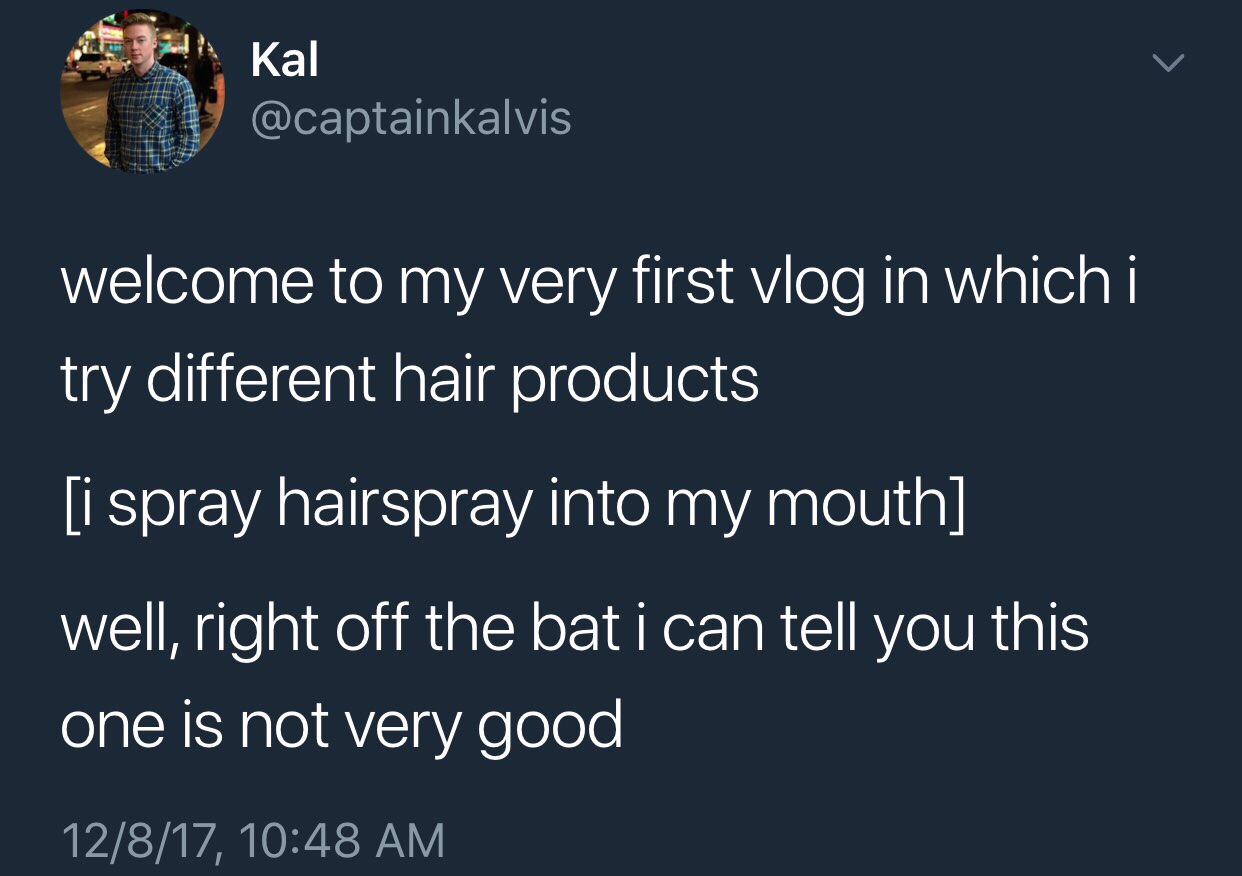 Kal
@captainkalvis
welcome to my very first vlog in which i
try different hair products
[i spray hairspray into my mouth]
well, right off the bat i can tell you this
one is not very good
12/8/17, 10:48 AM